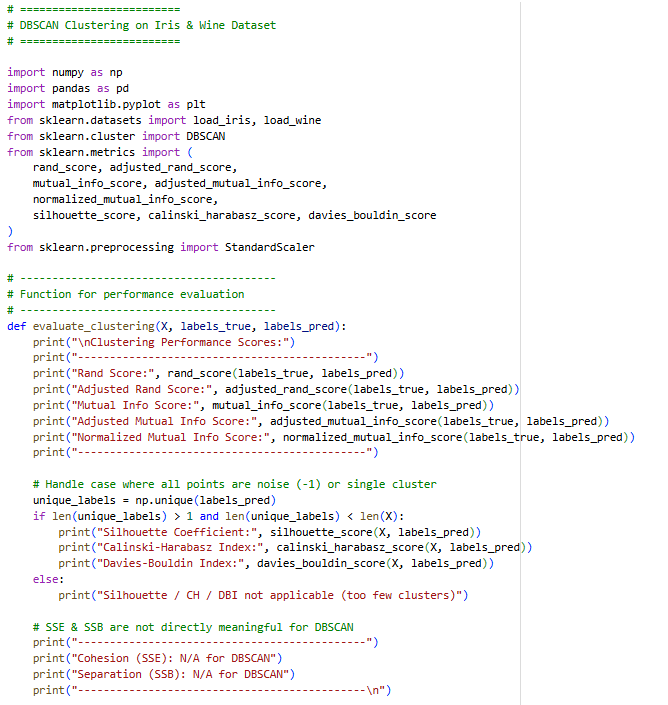 # =========================
# DBSCAN Clustering on Iris & Wine Dataset
# =========================

import numpy as np
import pandas as pd
import matplotlib.pyplot as plt
from sklearn.datasets import load_iris, load_wine
from sklearn.cluster import DBSCAN
from sklearn.metrics import (
    rand_score, adjusted_rand_score,
    mutual_info_score, adjusted_mutual_info_score,
    normalized_mutual_info_score,
    silhouette_score, calinski_harabasz_score, davies_bouldin_score
)
from sklearn.preprocessing import StandardScaler

# ----------------------------------------
# Function for performance evaluation
# ----------------------------------------
def evaluate_clustering(X, labels_true, labels_pred):
    print("\nClustering Performance Scores:")
    print("---------------------------------------------")
    print("Rand Score:", rand_score(labels_true, labels_pred))
    print("Adjusted Rand Score:", adjusted_rand_score(labels_true, labels_pred))
    print("Mutual Info Score:", mutual_info_score(labels_true, labels_pred))
    print("Adjusted Mutual Info Score:", adjusted_mutual_info_score(labels_true, labels_pred))
    print("Normalized Mutual Info Score:", normalized_mutual_info_score(labels_true, labels_pred))
    print("---------------------------------------------")

    # Handle case where all points are noise (-1) or single cluster
    unique_labels = np.unique(labels_pred)
    if len(unique_labels) > 1 and len(unique_labels) < len(X):
        print("Silhouette Coefficient:", silhouette_score(X, labels_pred))
        print("Calinski-Harabasz Index:", calinski_harabasz_score(X, labels_pred))
        print("Davies-Bouldin Index:", davies_bouldin_score(X, labels_pred))
    else:
        print("Silhouette / CH / DBI not applicable (too few clusters)")

    # SSE & SSB are not directly meaningful for DBSCAN
    print("---------------------------------------------")
    print("Cohesion (SSE): N/A for DBSCAN")
    print("Separation (SSB): N/A for DBSCAN")
    print("---------------------------------------------\n")